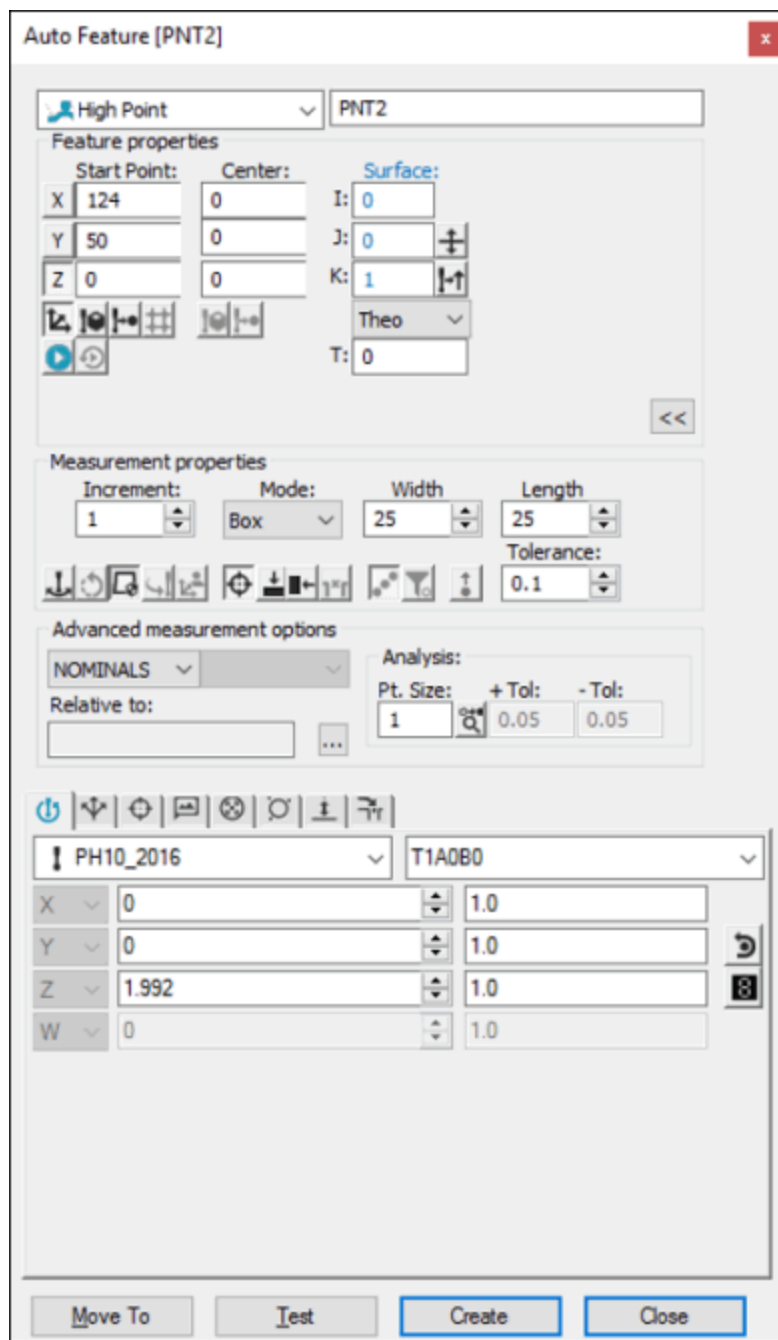 Auto Feature [PNT2]
x
High Point PNT2
Feature properties
Start Point: Center: Surface:
X 124 0 I: 0
Y 50 0 J: 0
Z 0 0 K: 1
Theo
T: 0
<<
Measurement properties
Increment: Mode: Width Length
1 Box 25 25
Tolerance:
0.1
Advanced measurement options
NOMINALS
Analysis:
Relative to:
Pt. Size: + Tol: - Tol:
1 0.05 0.05
...
PH10_2016 T1A0B0
X 0 1.0
Y 0 1.0
Z 1.992 1.0
8
W 0 1.0
Move To Test Create Close